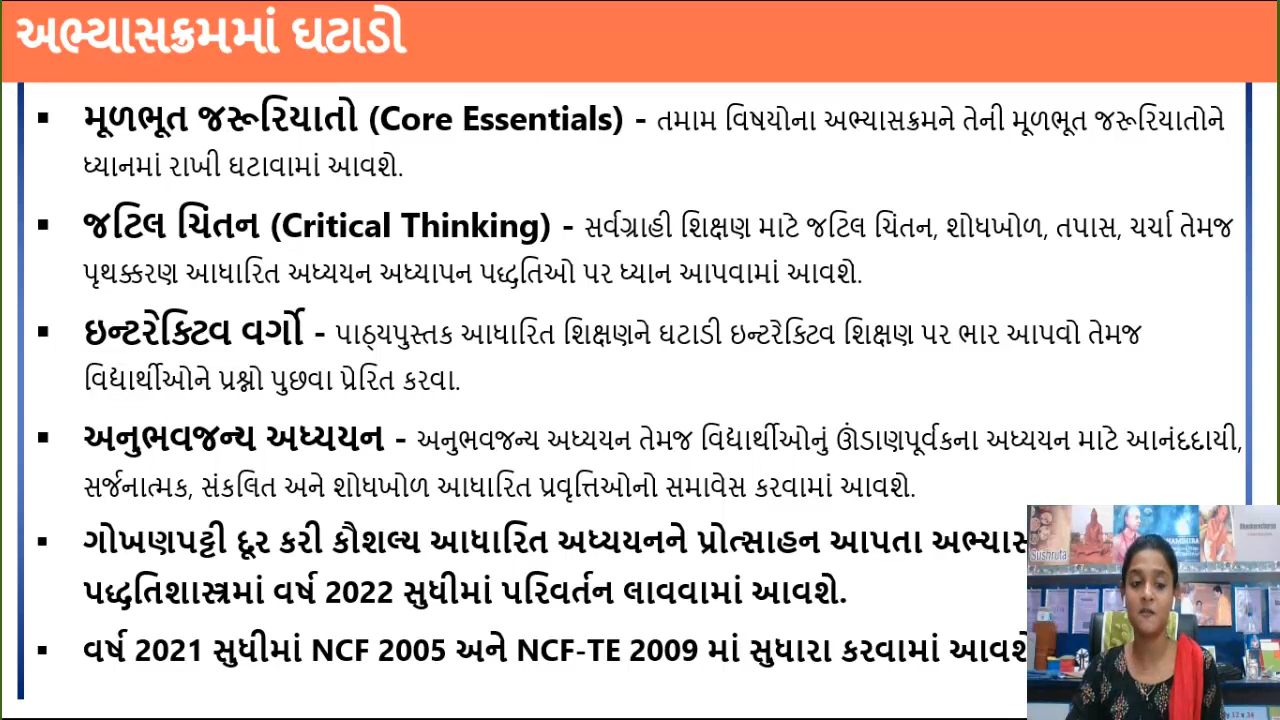 અભ્યાસક્રમમાં ઘટાડો
▪ મૂળભૂત જરૂરિયાતો (Core Essentials) - તમામ વિષયોના અભ્યાસક્રમને તેની મૂળભૂત જરૂરિયાતોને
ધ્યાનમાં રાખી ઘટાવામાં આવશે.
▪ જટિલ ચિંતન (Critical Thinking) - સર્વગ્રાહી શિક્ષણ માટે જટિલ ચિંતન, શોધખોળ, તપાસ, ચર્ચા તેમજ
પૃથક્કરણ આધારિત અધ્યયન અધ્યાપન પદ્ધતિઓ પર ધ્યાન આપવામાં આવશે.
▪ ઇન્ટરેક્ટિવ વર્ગો - પાઠ્યપુસ્તક આધારિત શિક્ષણને ઘટાડી ઇન્ટરેક્ટિવ શિક્ષણ પર ભાર આપવો તેમજ
વિદ્યાર્થીઓને પ્રશ્નો પુછવા પ્રેરિત કરવા.
▪ અનુભવજન્ય અધ્યયન - અનુભવજન્ય અધ્યયન તેમજ વિદ્યાર્થીઓનું ઊંડાણપૂર્વકના અધ્યયન માટે આનંદદાયી,
સર્જનાત્મક, સંકલિત અને શોધખોળ આધારિત પ્રવૃત્તિઓનો સમાવેસ કરવામાં આવશે.
▪ ગોખણપટ્ટી દૂર કરી કૌશલ્ય આધારિત અધ્યયનને પ્રોત્સાહન આપતા
પદ્ધતિશાસ્ત્રમાં વર્ષ 2022 સુધીમાં પરિવર્તન લાવવામાં આવશે.
▪ વર્ષ 2021 સુધીમાં NCF 2005 અને NCF-TE 2009 માં સુધારા કરવામાં આવશે
Sushruta